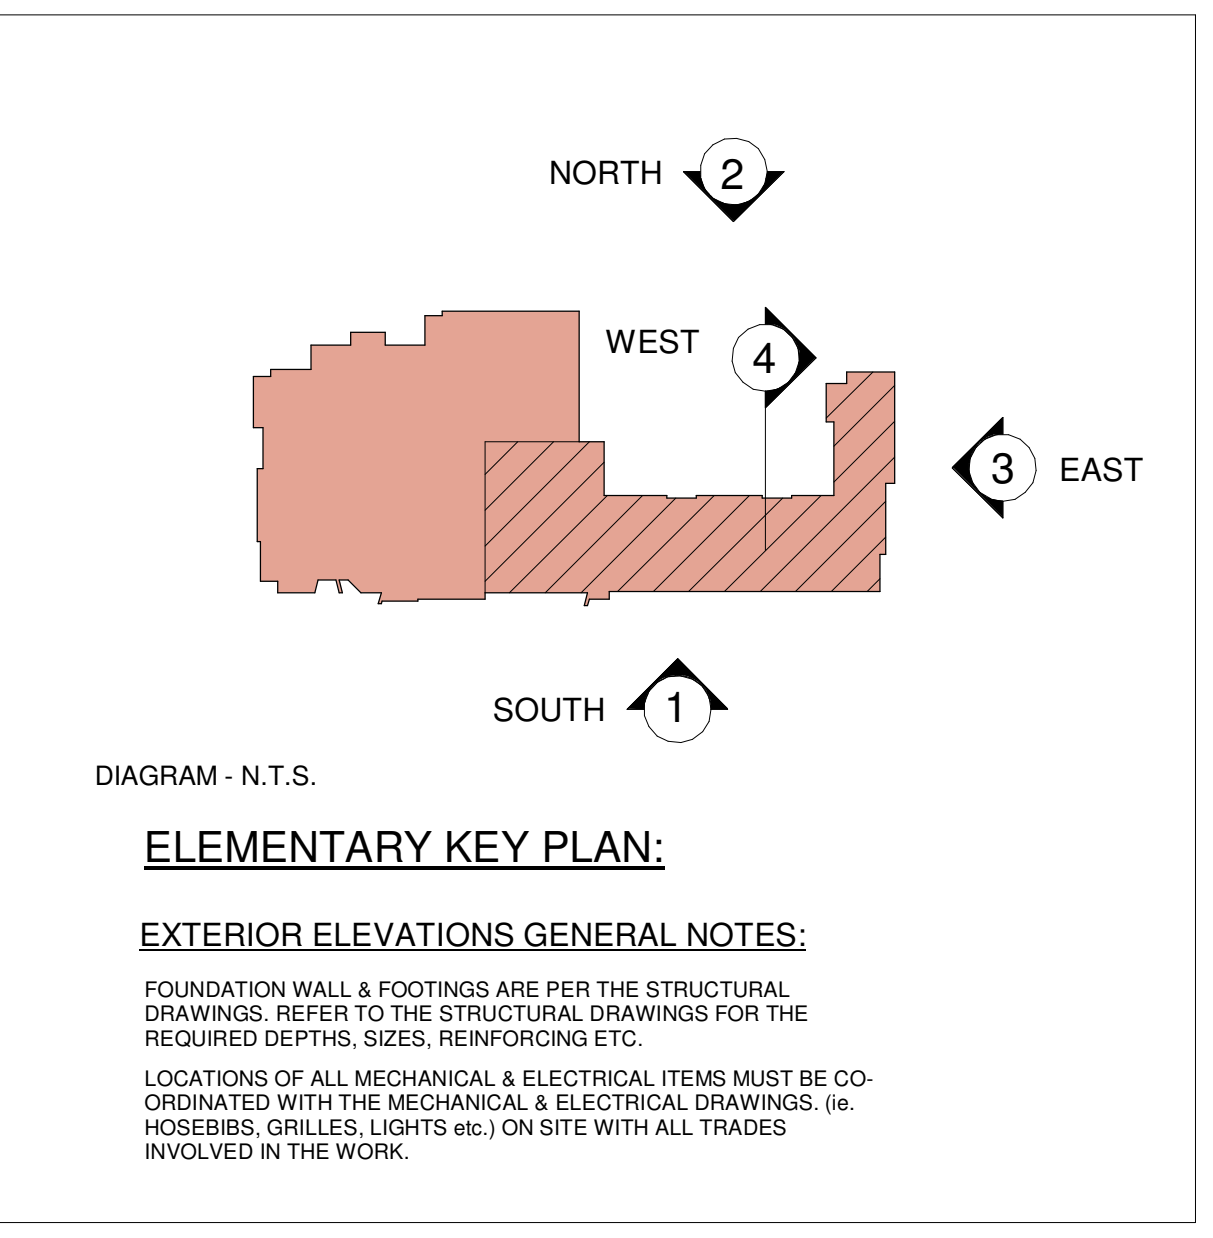 NORTH 2
WEST 4
3 EAST
SOUTH 1
DIAGRAM - N.T.S.
ELEMENTARY KEY PLAN:
EXTERIOR ELEVATIONS GENERAL NOTES:
FOUNDATION WALL & FOOTINGS ARE PER THE STRUCTURAL
DRAWINGS. REFER TO THE STRUCTURAL DRAWINGS FOR THE
REQUIRED DEPTHS, SIZES, REINFORCING ETC.
LOCATIONS OF ALL MECHANICAL & ELECTRICAL ITEMS MUST BE CO-
ORDINATED WITH THE MECHANICAL & ELECTRICAL DRAWINGS. (ie.
HOSEBIBS, GRILLES, LIGHTS etc.) ON SITE WITH ALL TRADES
INVOLVED IN THE WORK.